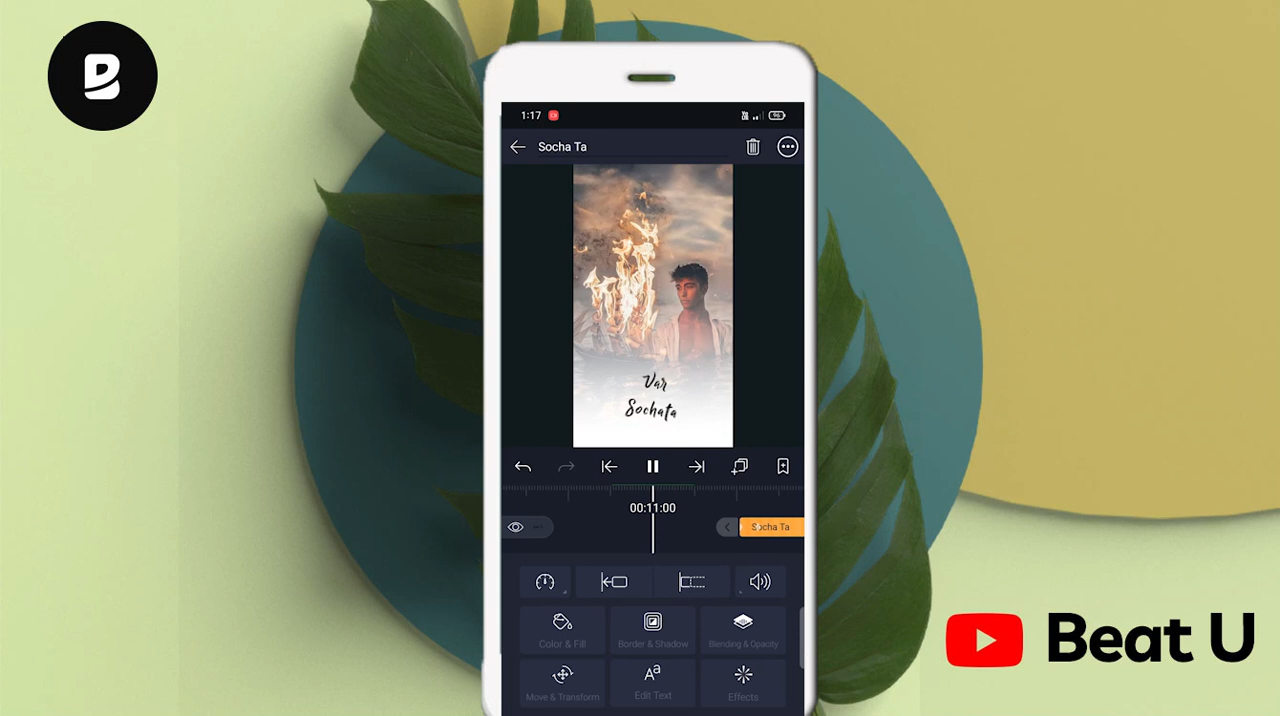 1:17
96
Socha Ta
Var
Sochata
00:11:00
Socha Ta
Color & Fill
Border & Shadow
Blending & Opacity
Move & Transform
Edit Text
Effects
Beat U